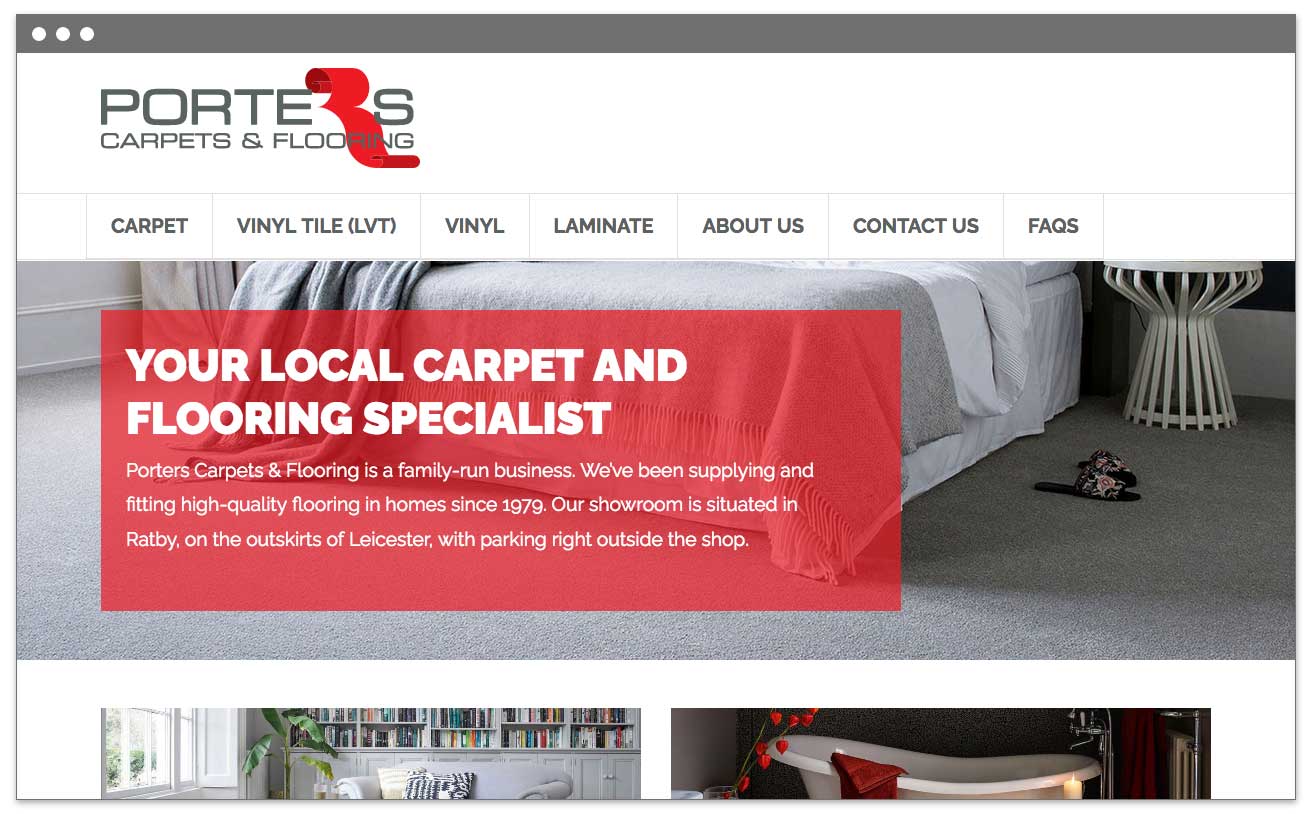 PORTERS
CARPETS & FLOORING
CARPET VINYL TILE (LVT) VINYL LAMINATE ABOUT US CONTACT US FAQS
YOUR LOCAL CARPET AND
FLOORING SPECIALIST
Porters Carpets & Flooring is a family-run business. We've been supplying and
fitting high-quality flooring in homes since 1979. Our showroom is situated in
Ratby, on the outskirts of Leicester, with parking right outside the shop.